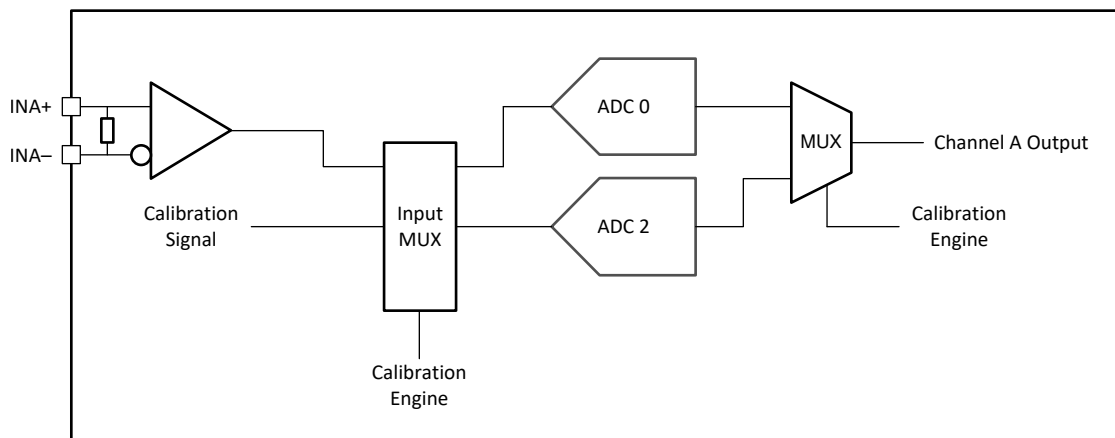 INA+
INA–
Calibration
Signal
Input
MUX
Calibration
Engine
ADC 0
ADC 2
MUX
Channel A Output
Calibration
Engine